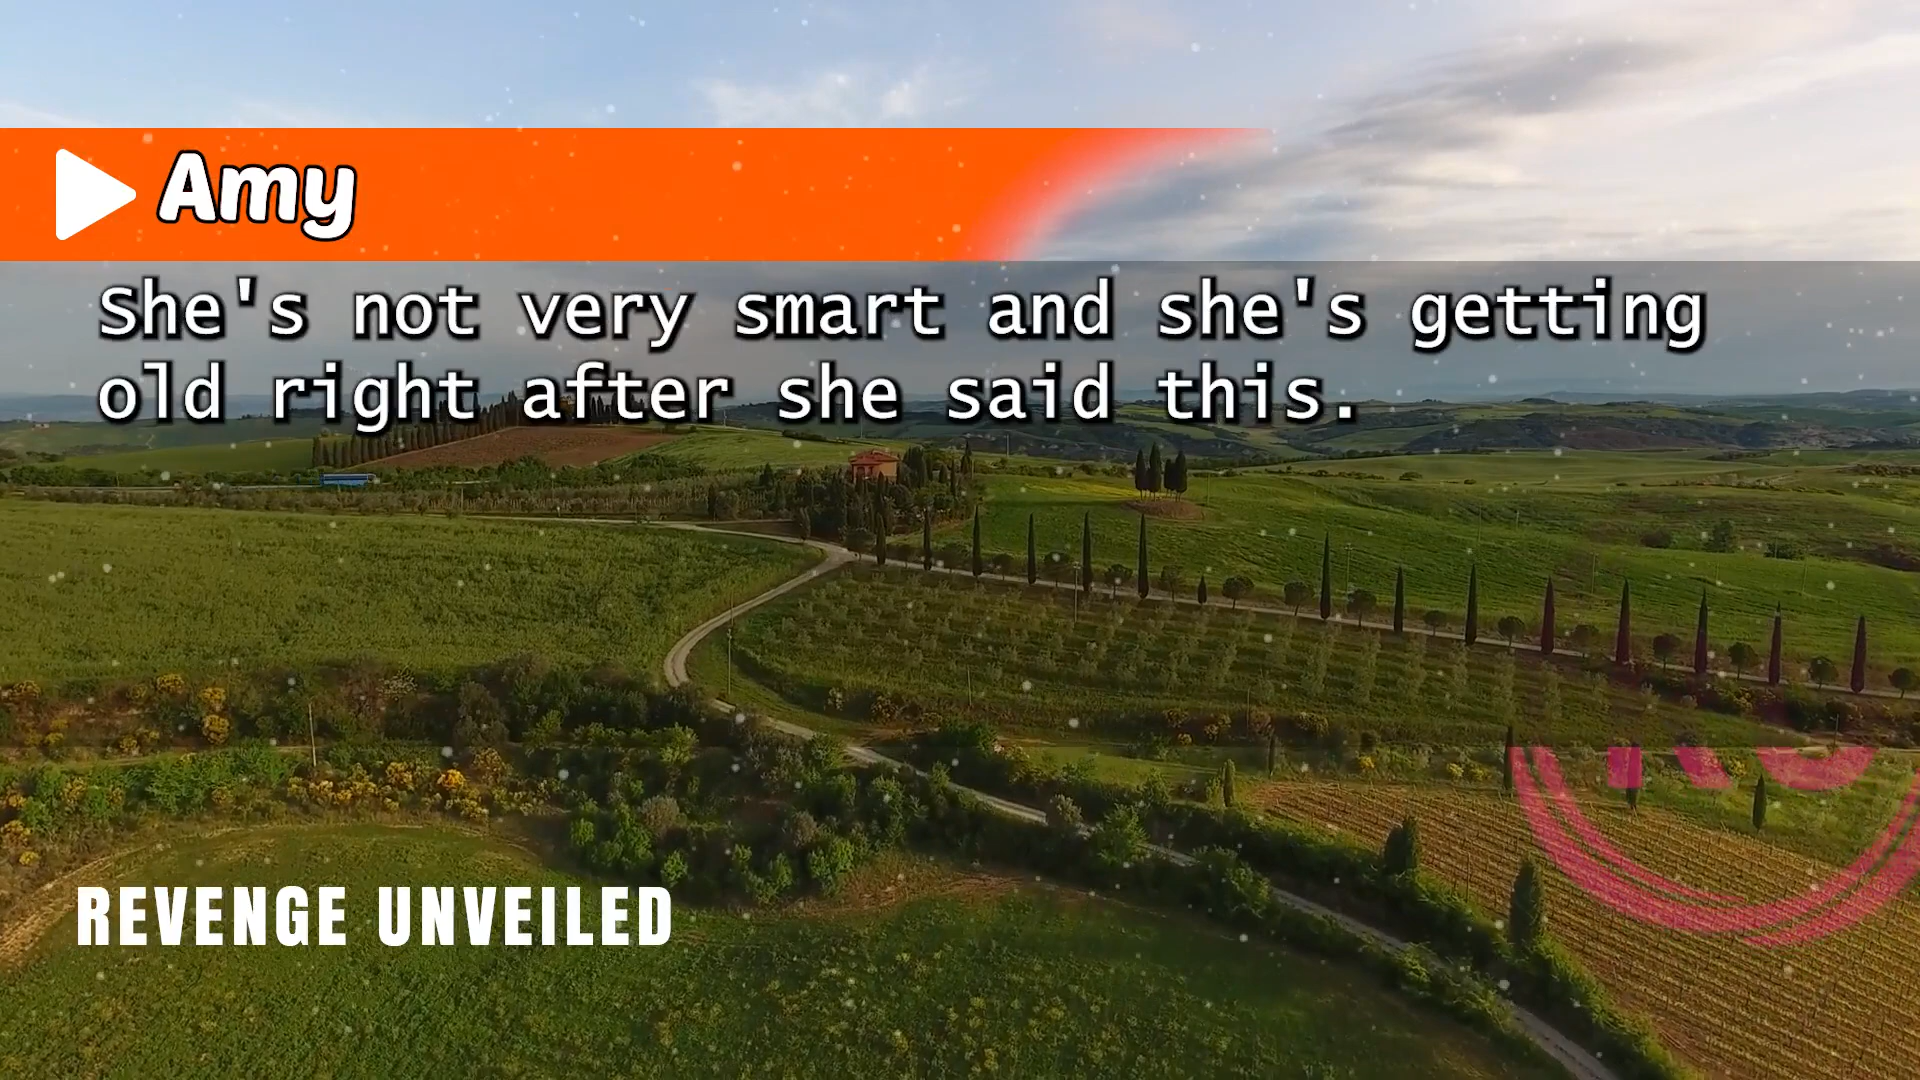 Amy
She's not very smart and she's getting
old right after she said this.
REVENGE UNVEILED